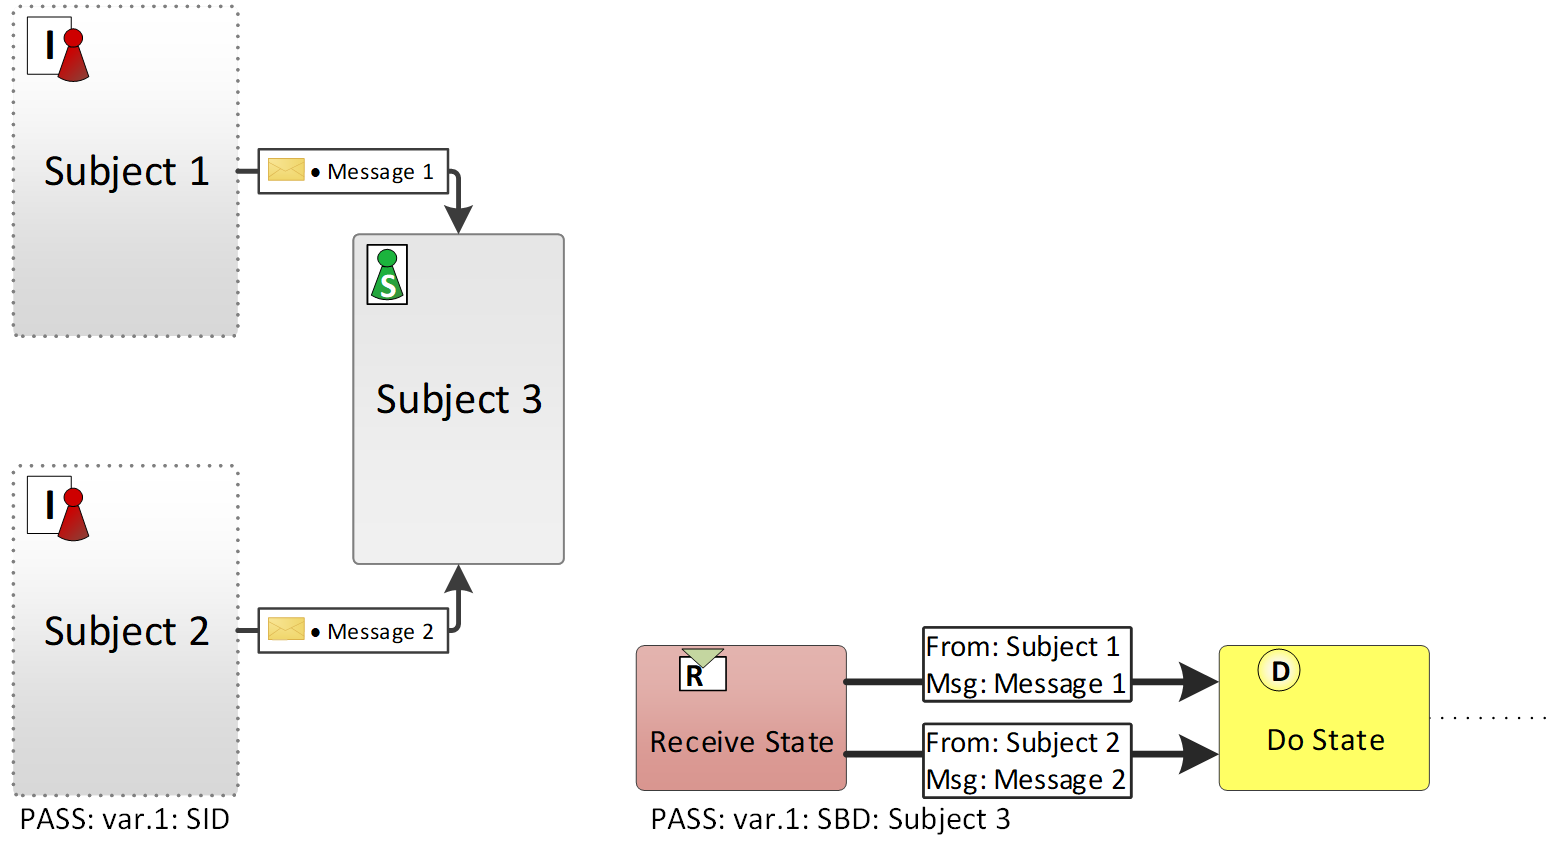 I
Subject 1
• Message 1
S
Subject 3
I
Subject 2
• Message 2
PASS: var.1: SID
R
Receive State
From: Subject 1
Msg: Message 1
From: Subject 2
Msg: Message 2
D
Do State
PASS: var.1: SBD: Subject 3